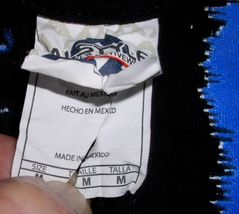 FAIT AU MEXIQUE
HECHO EN MEXICO
MADE IN MEXICO
SIZE TAILLE TALLA
M M M